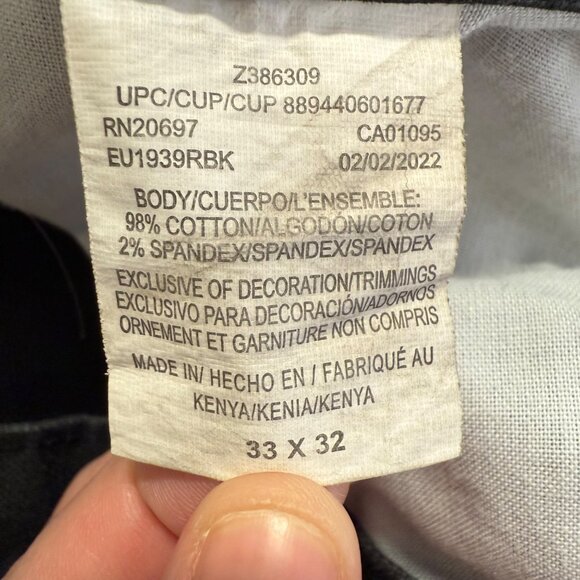 Z386309
UPC/CUP/CUP 889440601677
RN20697 CA01095
EU1939RBK 02/02/2022
BODY/CUERPO/L'ENSEMBLE:
98% COTTON/ALGODÓN/COTON
2% SPANDEX/SPANDEX/SPANDEX
EXCLUSIVE OF DECORATION/TRIMMINGS
EXCLUSIVO PARA DECORACIÓN/ADORNOS
ORNEMENT ET GARNITURE NON COMPRIS
MADE IN/ HECHO EN / FABRIQUÉ AU
KENYA/KENIA/KENYA
33 X 32